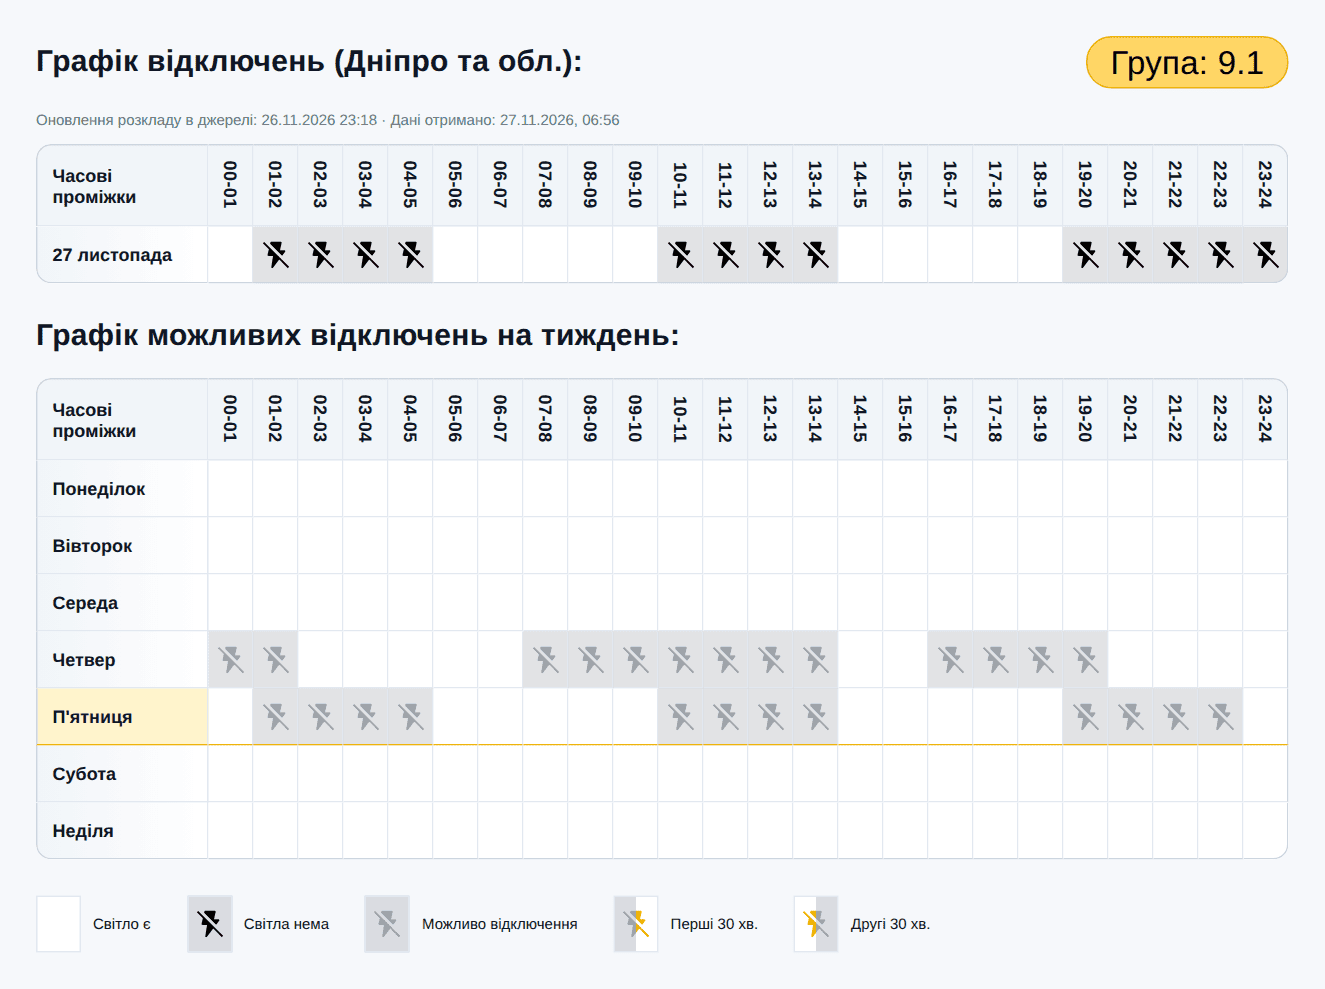 Графік відключень (Дніпро та обл.):
Група: 9.1
Оновлення розкладу в джерелі: 26.11.2026 23:18 · Дані отримано: 27.11.2026, 06:56
Часові
проміжки
00-01 01-02 02-03 03-04 04-05 05-06 06-07 07-08 08-09 09-10 10-11 11-12 12-13 13-14 14-15 15-16 16-17 17-18 18-19 19-20 20-21 21-22 22-23 23-24
27 листопада
Графік можливих відключень на тиждень:
Часові
проміжки
00-01 01-02 02-03 03-04 04-05 05-06 06-07 07-08 08-09 09-10 10-11 11-12 12-13 13-14 14-15 15-16 16-17 17-18 18-19 19-20 20-21 21-22 22-23 23-24
Понеділок
Вівторок
Середа
Четвер
П'ятниця
Субота
Неділя
Світло є
Світла нема
Можливо відключення
Перші 30 хв.
Другі 30 хв.